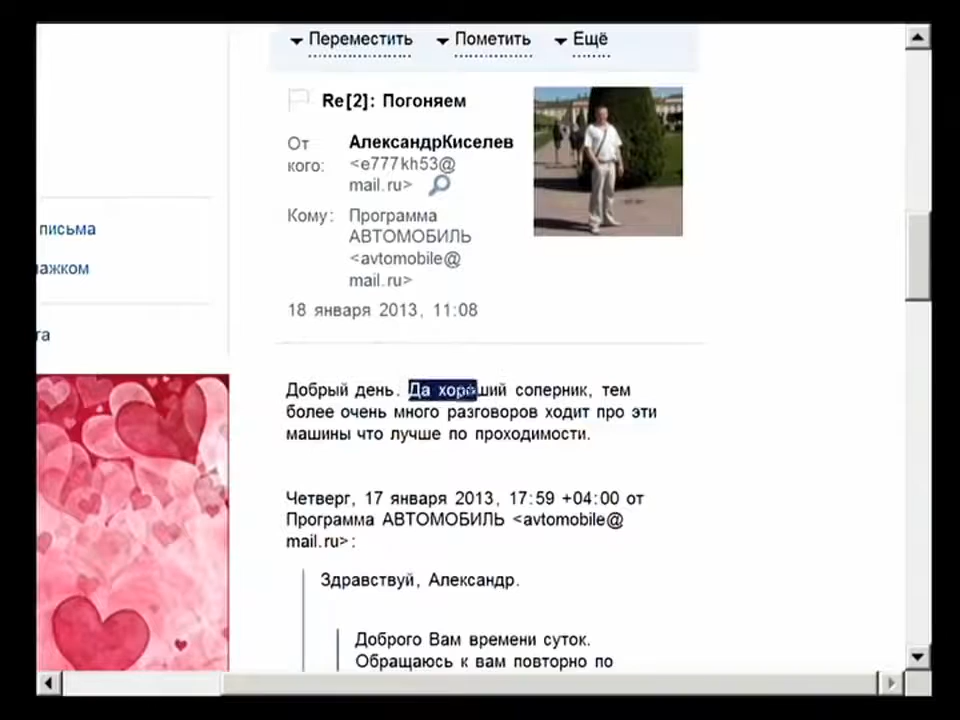 Переместить Пометить Ещё
Re[2]: Погоняем
От кого: АлександрКиселев
<e777kh53@
mail.ru>
Кому: Программа
АВТОМОБИЛЬ
<avtomobile@
mail.ru>
18 января 2013, 11:08
письма
та
Добрый день. Да хороший соперник, тем
более очень много разговоров ходит про эти
машины что лучше по проходимости.
Четверг, 17 января 2013, 17:59 +04:00 от
Программа АВТОМОБИЛЬ <avtomobile@
mail.ru>:
Здравствуй, Александр.
Доброго Вам времени суток.
Обращаюсь к вам повторно по